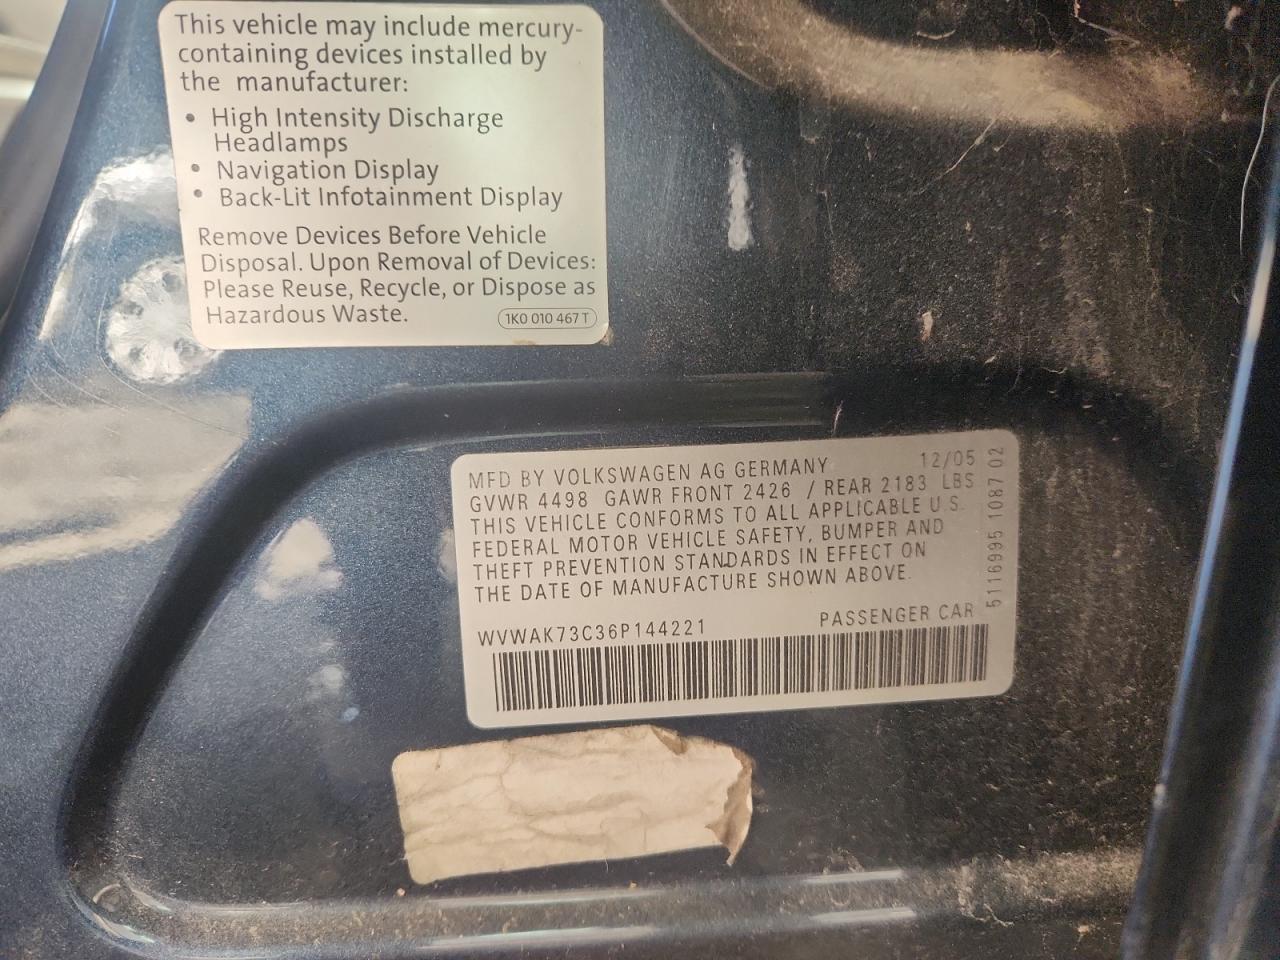 This vehicle may include mercury-
containing devices installed by
the manufacturer:
• High Intensity Discharge
Headlamps
• Navigation Display
• Back-Lit Infotainment Display
Remove Devices Before Vehicle
Disposal. Upon Removal of Devices:
Please Reuse, Recycle, or Dispose as
Hazardous Waste.
1K0 010 467 T
MFD BY VOLKSWAGEN AG GERMANY 12/05
GVWR 4498 GAWR FRONT 2426 / REAR 2183 LBS
THIS VEHICLE CONFORMS TO ALL APPLICABLE U.S.
FEDERAL MOTOR VEHICLE SAFETY, BUMPER AND
THEFT PREVENTION STANDARDS IN EFFECT ON
THE DATE OF MANUFACTURE SHOWN ABOVE.
WVWAK73C36P144221 PASSENGER CAR
5116995 1087 02